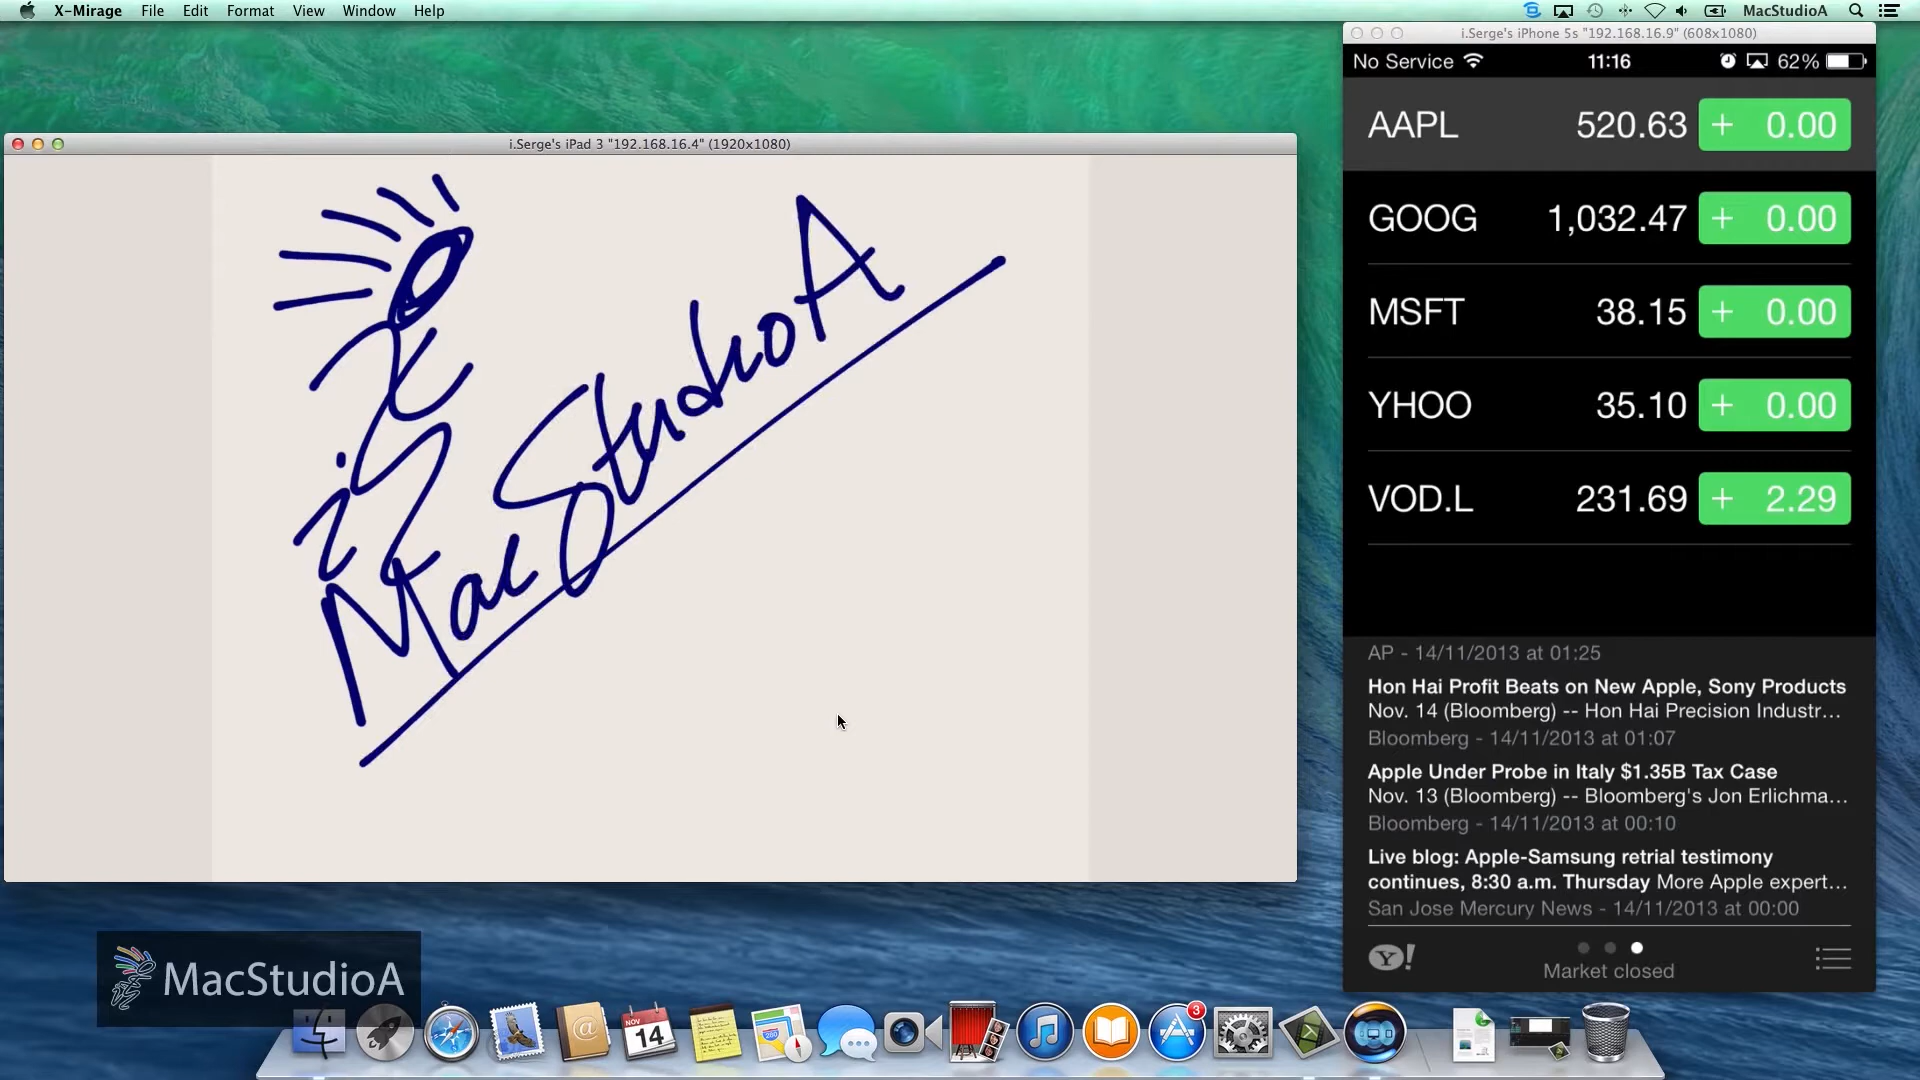 X-Mirage File Edit Format View Window Help MacStudioA
i.Serge's iPad 3 "192.168.16.4" (1920x1080)
MacStudioA
i.Serge's iPhone 5s "192.168.16.9" (608x1080)
No Service 11:16 62%
AAPL 520.63 + 0.00
GOOG 1,032.47 + 0.00
MSFT 38.15 + 0.00
YHOO 35.10 + 0.00
VOD.L 231.69 + 2.29
AP - 14/11/2013 at 01:25
Hon Hai Profit Beats on New Apple, Sony Products
Nov. 14 (Bloomberg) -- Hon Hai Precision Industr...
Bloomberg - 14/11/2013 at 01:07
Apple Under Probe in Italy $1.35B Tax Case
Nov. 13 (Bloomberg) -- Bloomberg's Jon Erlichma...
Bloomberg - 14/11/2013 at 00:10
Live blog: Apple-Samsung retrial testimony
continues, 8:30 a.m. Thursday More Apple expert...
San Jose Mercury News - 14/11/2013 at 00:00
Y!
Market closed
MacStudioA
NOV
14
3